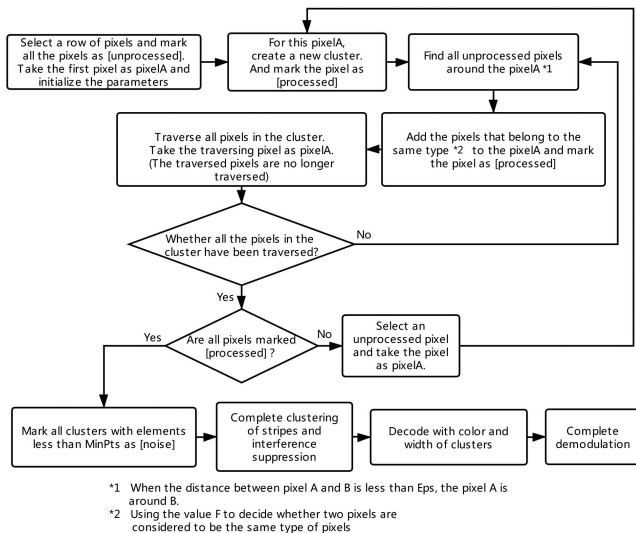 Select a row of pixels and mark
all the pixels as [unprocessed].
Take the first pixel as pixelA and
initialize the parameters
For this pixelA,
create a new cluster.
And mark the pixel as
[processed]
Find all unprocessed pixels
around the pixelA *1
Add the pixels that belong to the
same type *2 to the pixelA and mark
the pixel as [processed]
Traverse all pixels in the cluster.
Take the traversing pixel as pixelA.
(The traversed pixels are no longer
traversed)
Whether all the pixels in the
cluster have been traversed?
No
Yes
Are all pixels marked
[processed] ?
Yes
No
Select an
unprocessed pixel
and take the pixel
as pixelA.
Mark all clusters with elements
less than MinPts as [noise]
Complete clustering
of stripes and
interference
suppression
Decode with color and
width of clusters
Complete
demodulation
*1 When the distance between pixel A and B is less than Eps, the pixel A is
around B.
*2 Using the value F to decide whether two pixels are
considered to be the same type of pixels